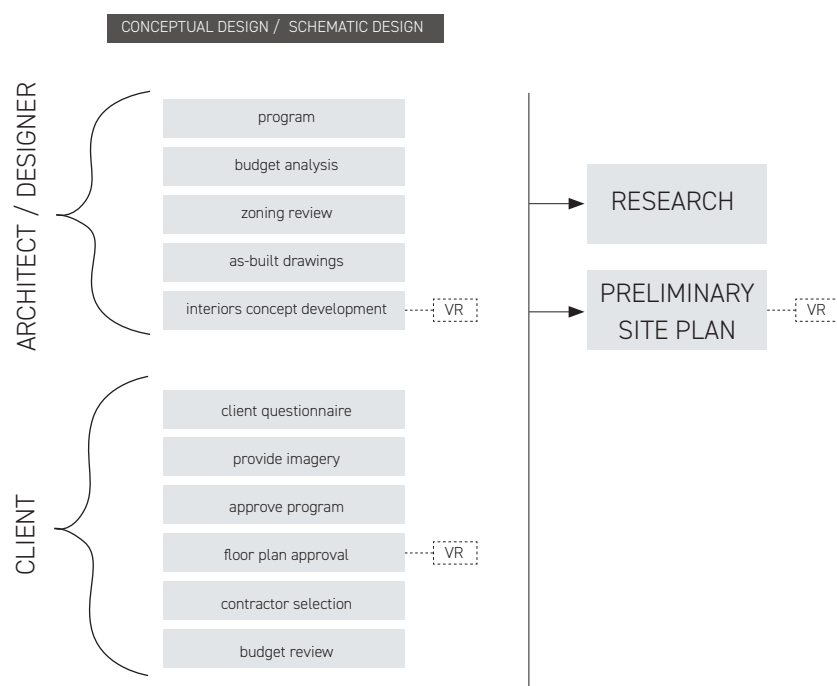 CONCEPTUAL DESIGN / SCHEMATIC DESIGN
ARCHITECT / DESIGNER
program
budget analysis
zoning review
as-built drawings
interiors concept development
VR
CLIENT
client questionnaire
provide imagery
approve program
floor plan approval
VR
contractor selection
budget review
RESEARCH
PRELIMINARY
SITE PLAN
VR